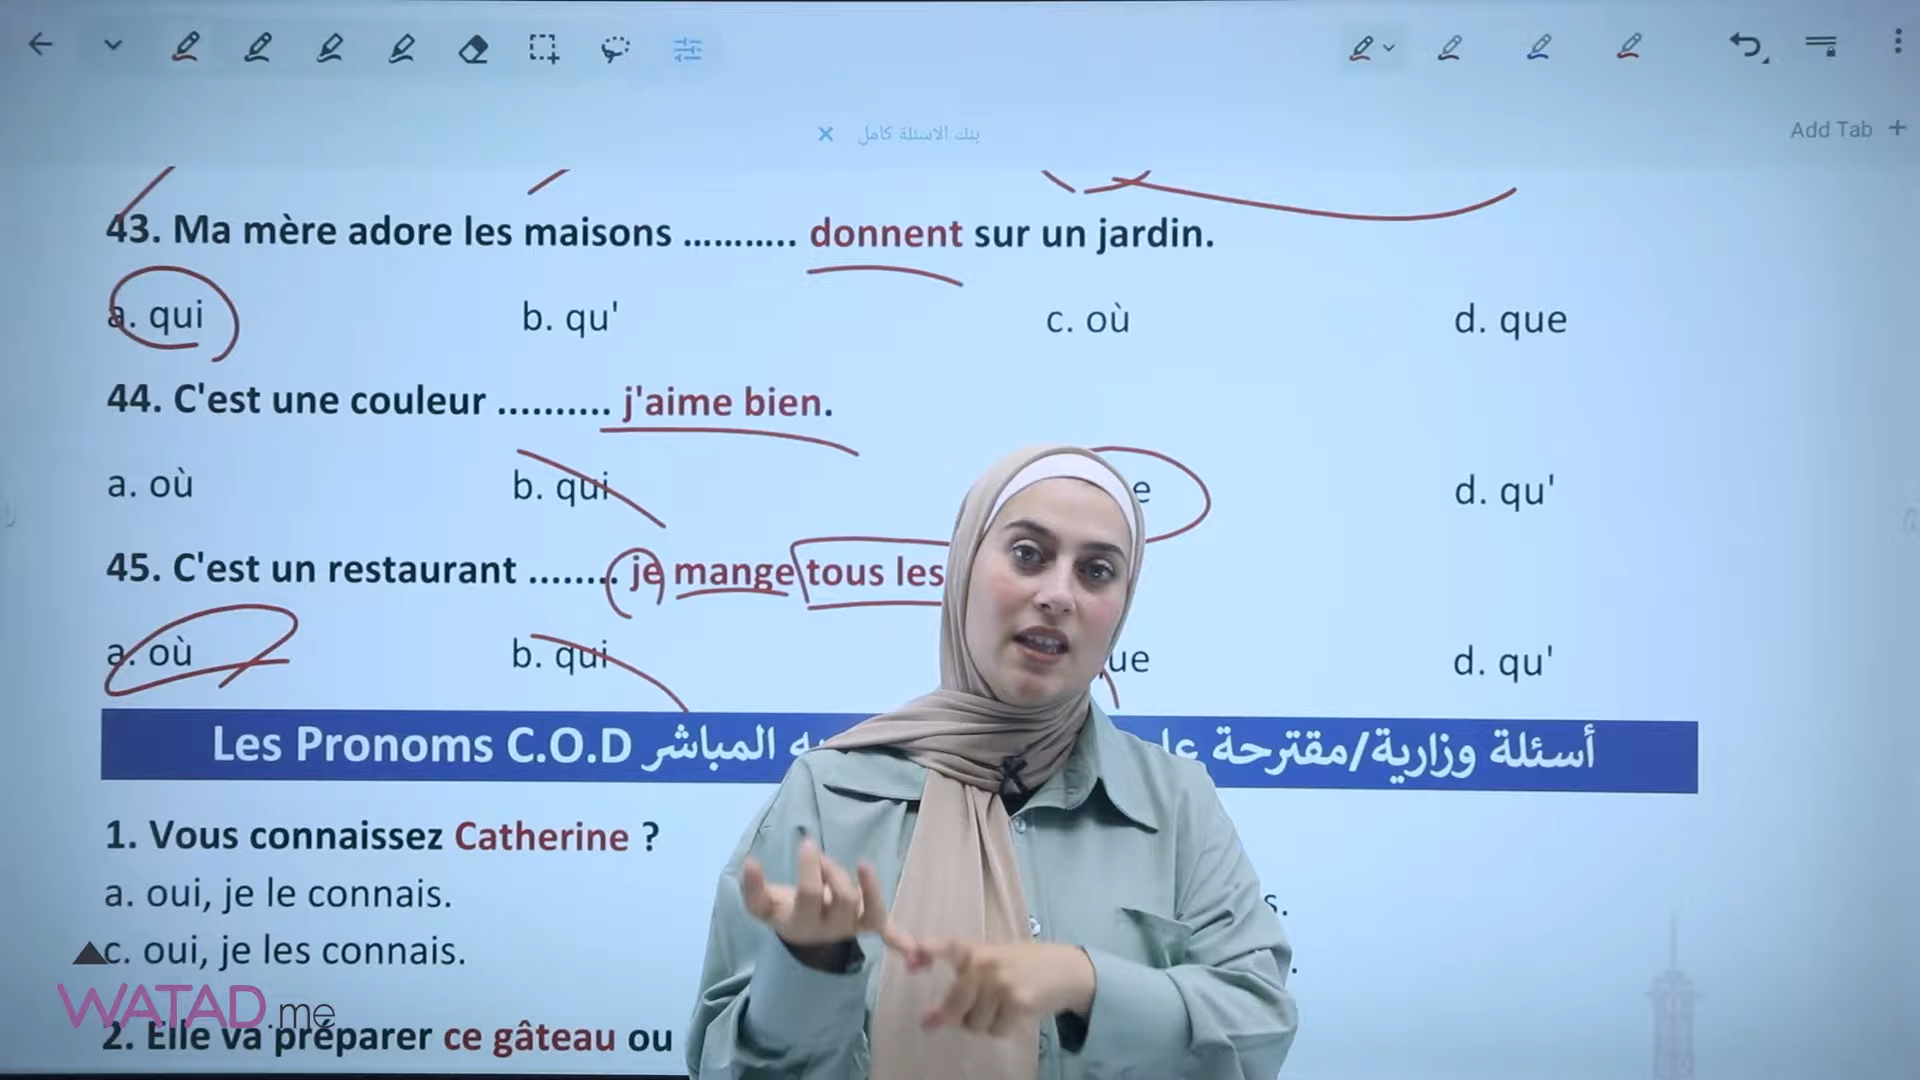 بنك الاسئلة كامل
Add Tab
43. Ma mère adore les maisons ........... donnent sur un jardin.
a. qui b. qu' c. où d. que
44. C'est une couleur .......... j'aime bien.
a. où b. qui e d. qu'
45. C'est un restaurant ........ je mange tous les
a. où b. qui ue d. qu'
أسئلة وزارية/مقترحة المباشر Les Pronoms C.O.D
1. Vous connaissez Catherine ?
a. oui, je le connais. s.
c. oui, je les connais.
WATAD.me
2. Elle va préparer ce gâteau ou